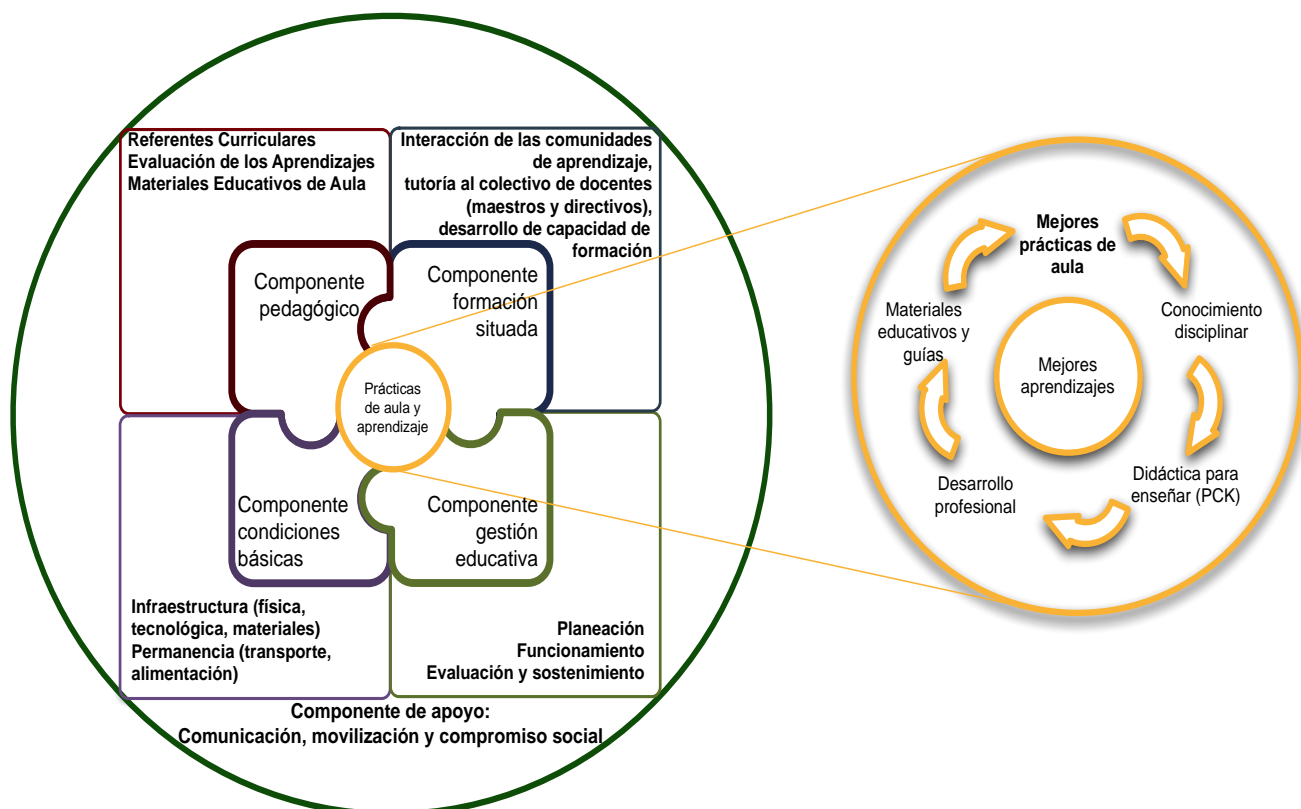 Referentes Curriculares
Evaluación de los Aprendizajes
Materiales Educativos de Aula
Interacción de las comunidades
de aprendizaje,
tutoría al colectivo de docentes
(maestros y directivos),
desarrollo de capacidad de
formación
Componente
pedagógico
Componente
formación
situada
Prácticas
de aula y
aprendizaje
Componente
condiciones
básicas
Componente
gestión
educativa
Infraestructura (física,
tecnológica, materiales)
Permanencia (transporte,
alimentación)
Planeación
Funcionamiento
Evaluación y sostenimiento
Componente de apoyo:
Comunicación, movilización y compromiso social
Mejores
prácticas de
aula
Conocimiento
disciplinar
Didáctica para
enseñar (PCK)
Desarrollo
profesional
Materiales
educativos y
guías
Mejores
aprendizajes